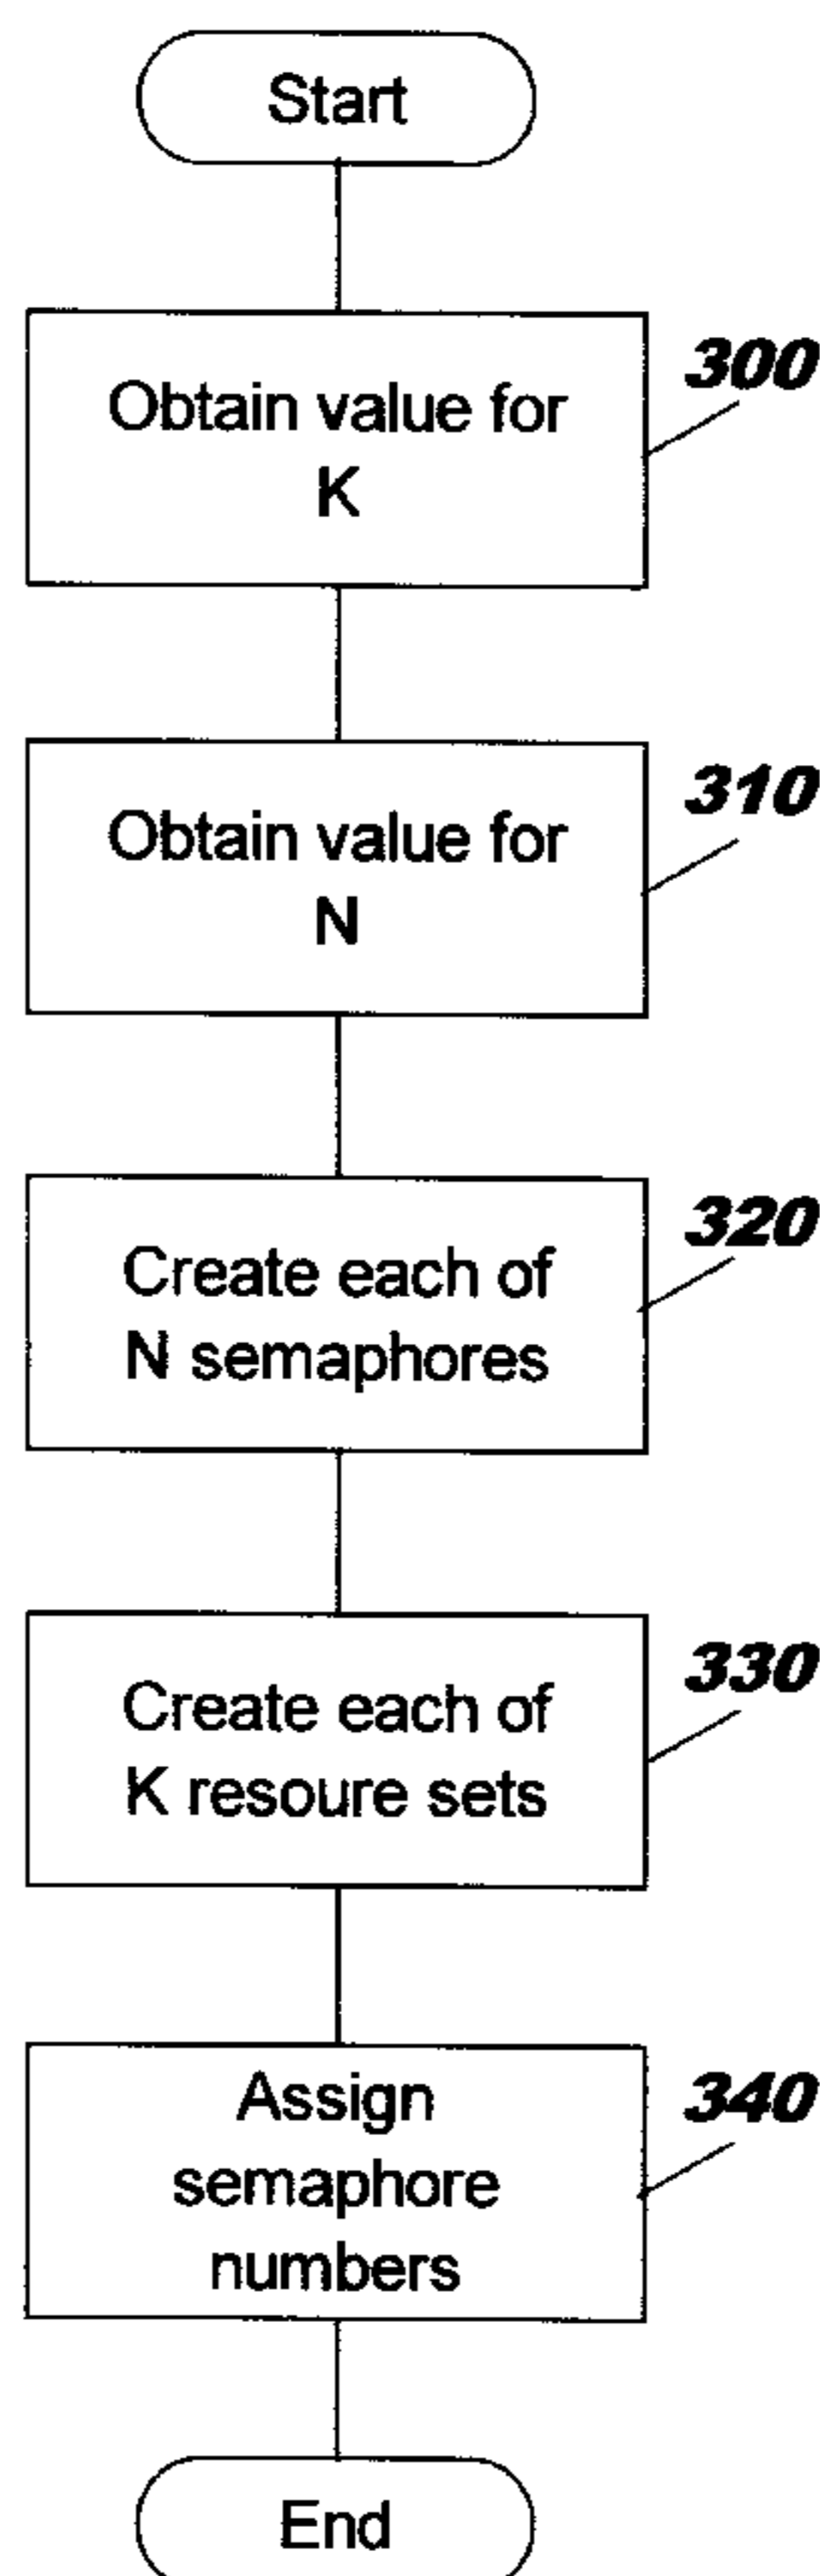 Start
Obtain value for
K
300
Obtain value for
N
310
Create each of
N semaphores
320
Create each of
K resoure sets
330
Assign
semaphore
numbers
340
End